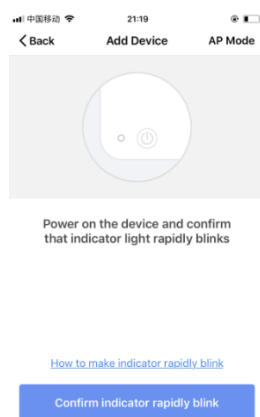 中国移动 21:19
Back Add Device AP Mode
Power on the device and confirm
that indicator light rapidly blinks
How to make indicator rapidly blink
Confirm indicator rapidly blink